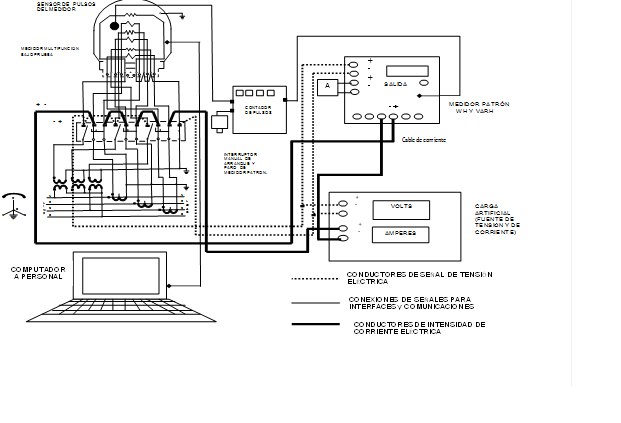 SENSOR DE PULSOS
DEL MEDIDOR
MEDIDOR MULTIFUNCION
BAJO PRUEBA
+ -
- +
CONTADOR
DE PULSOS
A
+
-
+
-
SALIDA
- +
MEDIDOR PATRÓN
WH Y VARH
Cable de corriente
INTERRUPTOR
MANUAL DE
ARRANQUE Y
PARO DE
MEDIDOR PATRON.
+
-
VOLTS
+
-
AMPERES
CARGA
ARTIFICIAL
(FUENTE DE
TENSION Y DE
CORRIENTE)
COMPUTADOR
A PERSONAL
CONDUCTORES DE SEÑAL DE TENSION
ELÉCTRICA
CONEXIONES DE SEÑALES PARA
INTERFACES y COMUNICACIONES
CONDUCTORES DE INTENSIDAD DE
CORRIENTE ELÉCTRICA